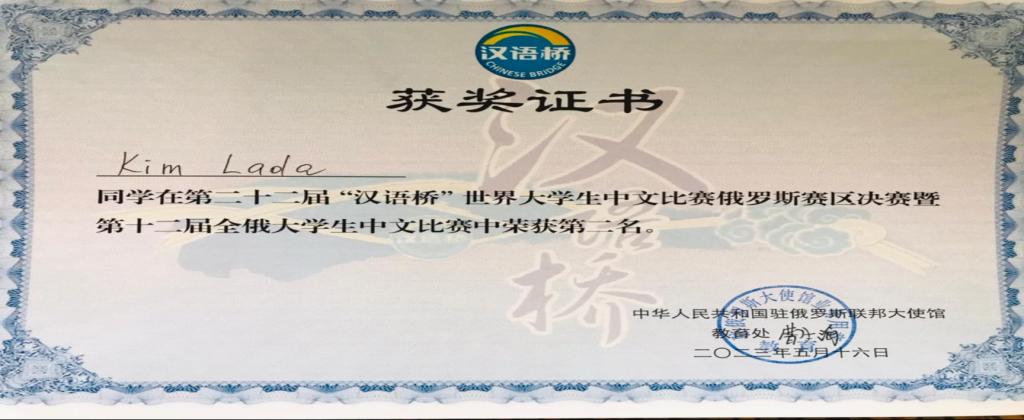 汉语桥
CHINESE BRIDGE
获奖证书
Kim Lada
同学在第二十二届“汉语桥”世界大学生中文比赛俄罗斯赛区决赛暨
第十二届全俄大学生中文比赛中荣获第二名。
汉语桥
中华人民共和国驻俄罗斯联邦大使馆
教育处
二〇二三年五月十六日